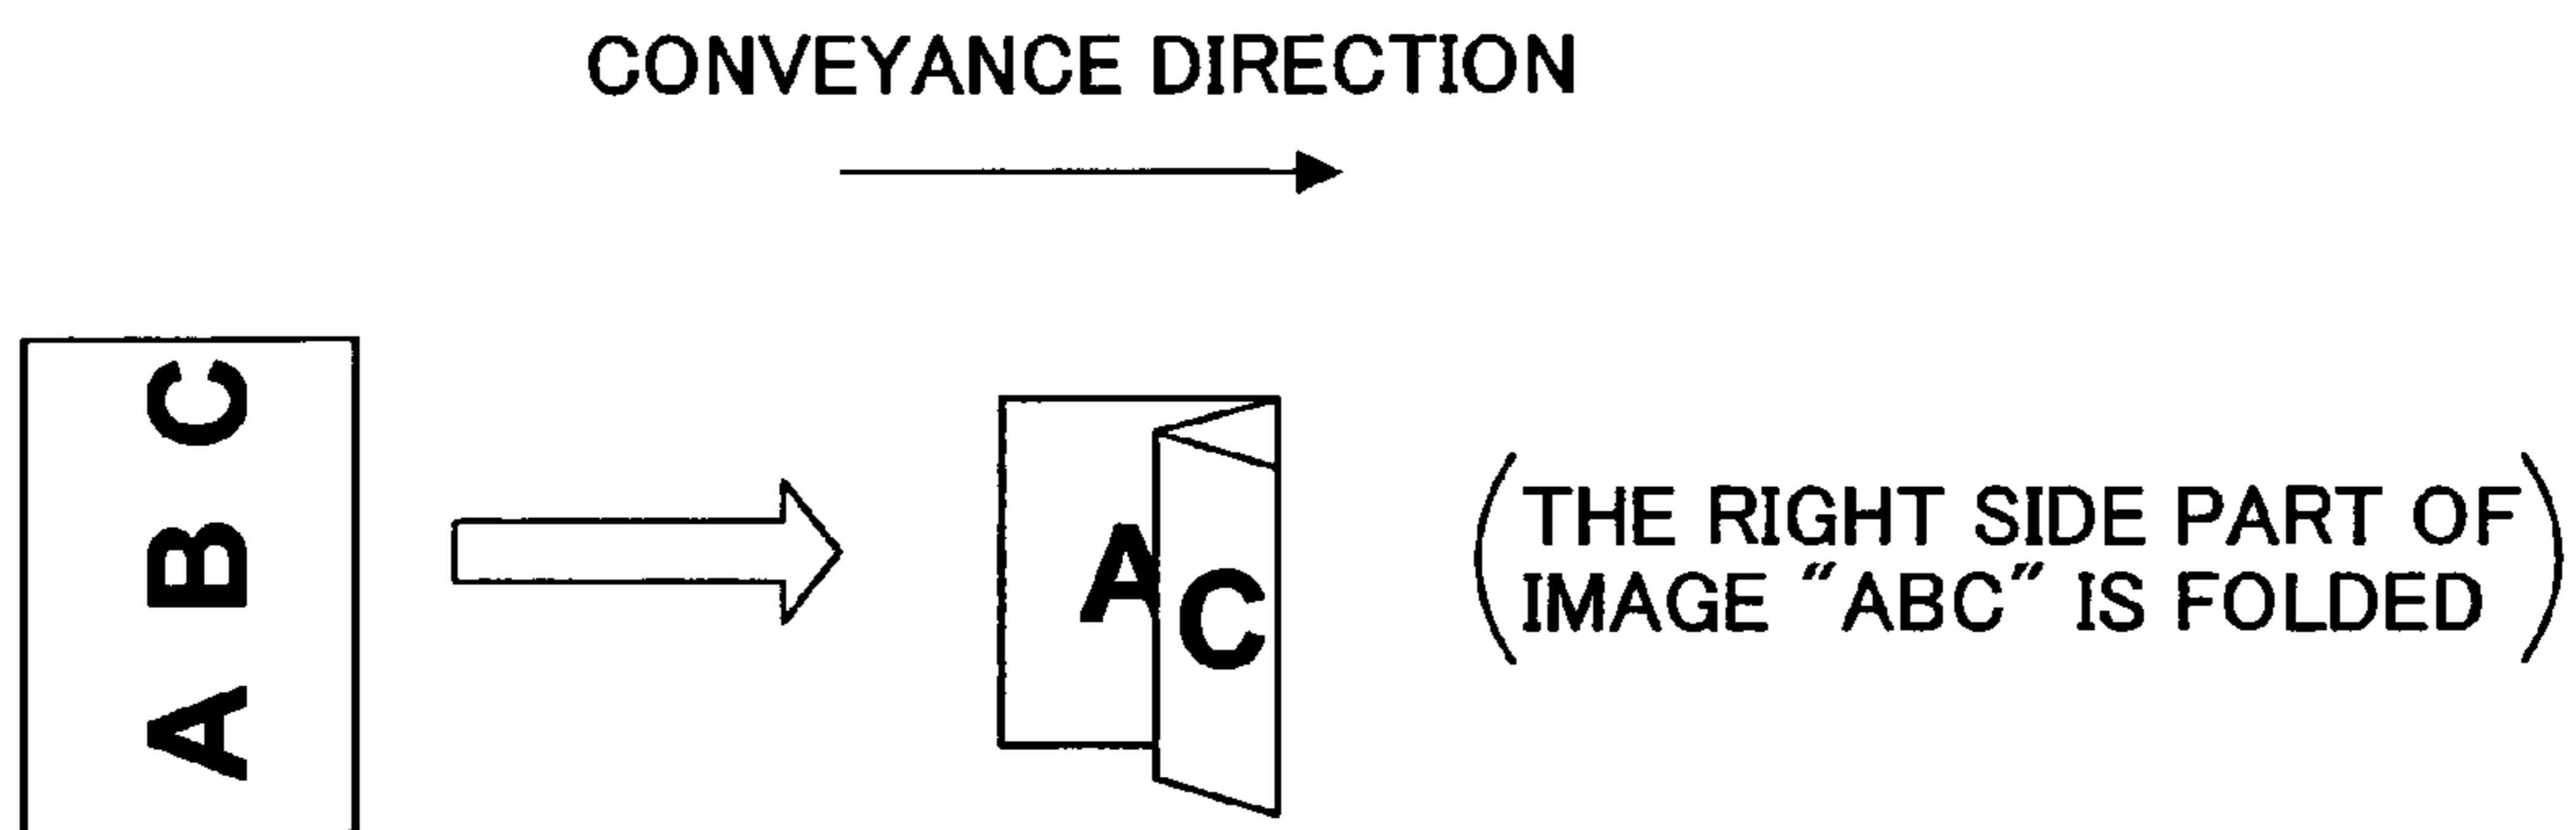 CONVEYANCE DIRECTION
A B C
A
C
(THE RIGHT SIDE PART OF
IMAGE "ABC" IS FOLDED)